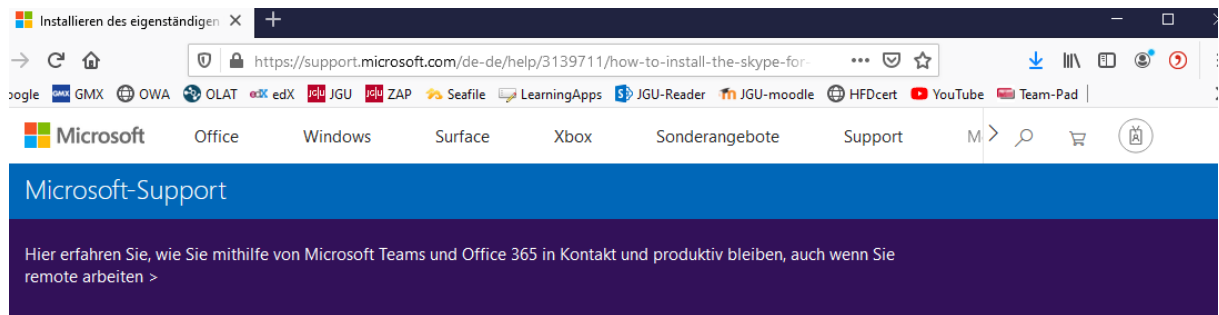 Installieren des eigenständigen
https://support.microsoft.com/de-de/help/3139711/how-to-install-the-skype-for-
oogle GMX OWA OLAT edX edX JG|U JGU JG|U ZAP Seafile LearningApps JGU-Reader JGU-moodle HFDcert YouTube Team-Pad
Microsoft Office Windows Surface Xbox Sonderangebote Support M
Microsoft-Support
Hier erfahren Sie, wie Sie mithilfe von Microsoft Teams und Office 365 in Kontakt und produktiv bleiben, auch wenn Sie
remote arbeiten >